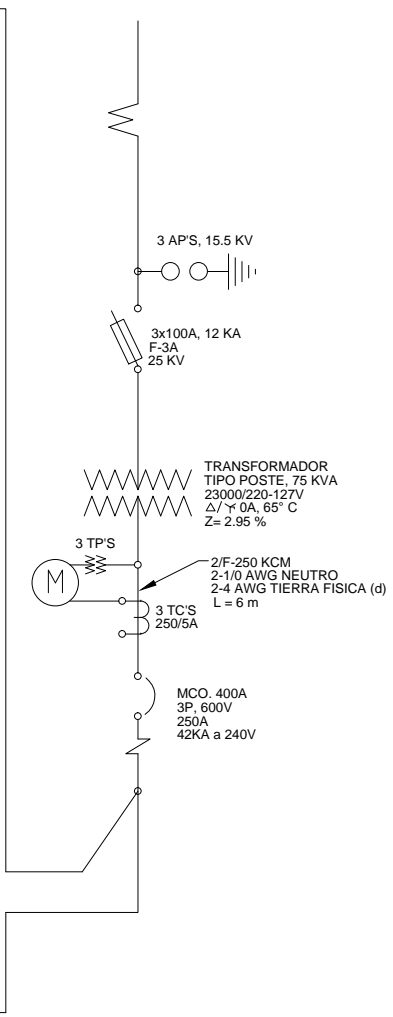 3 AP'S, 15.5 KV
3x100A, 12 KA
F-3A
25 KV
TRANSFORMADOR
TIPO POSTE, 75 KVA
23000/220-127V
0A, 65° C
Z= 2.95 %
3 TP'S
M
2/F-250 KCM
2-1/0 AWG NEUTRO
2-4 AWG TIERRA FISICA (d)
L = 6 m
3 TC'S
250/5A
MCO. 400A
3P, 600V
250A
42KA a 240V